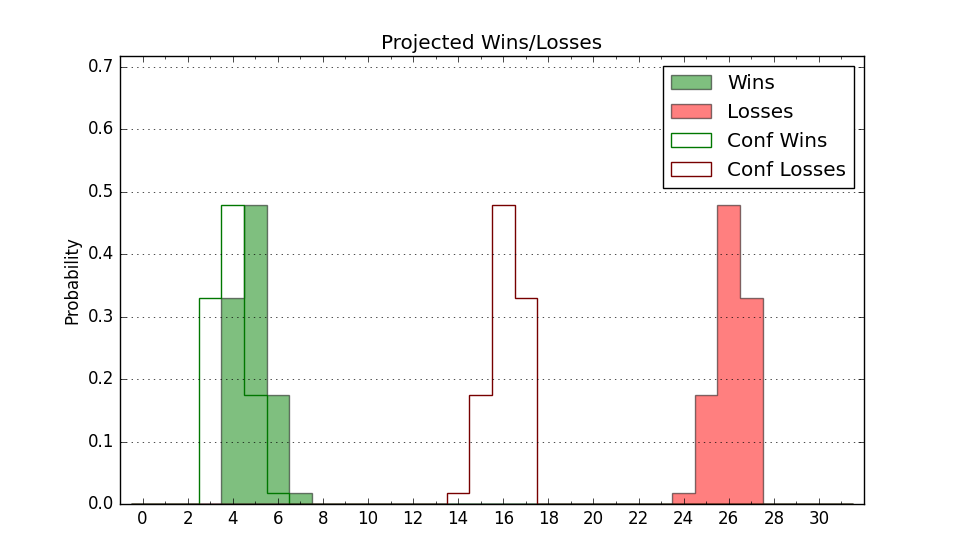 Projected Wins/Losses
0.7
0.6
0.5
0.4
0.3
0.2
0.1
0.0
Probability
Wins
Losses
Conf Wins
Conf Losses
0 2 4 6 8 10 12 14 16 18 20 22 24 26 28 30